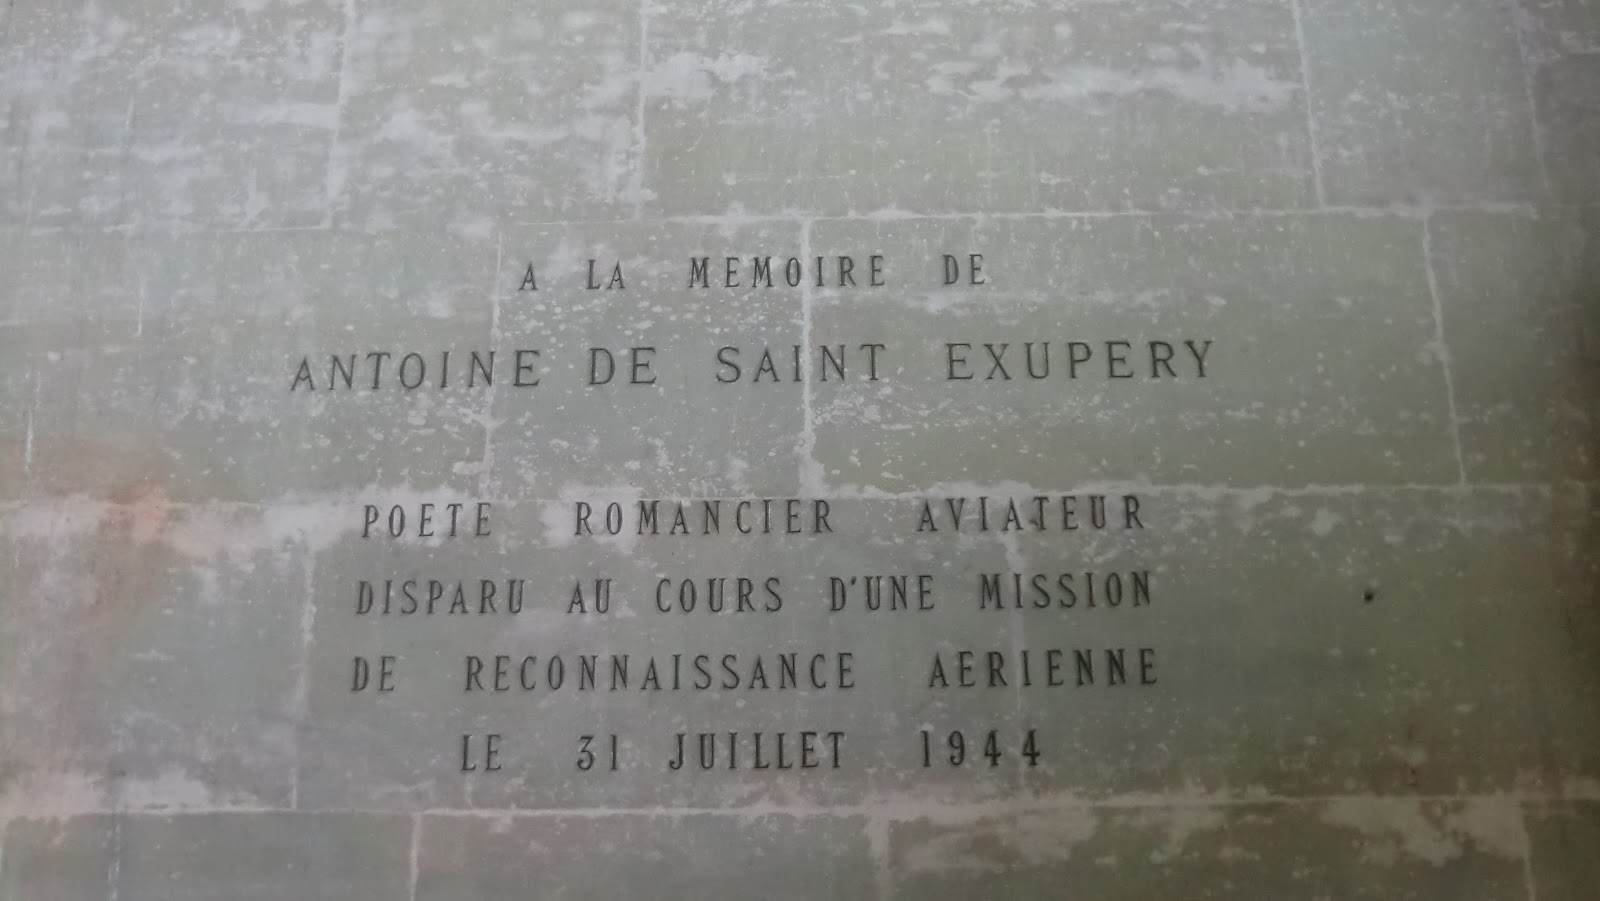 A LA MEMOIRE DE
ANTOINE DE SAINT EXUPERY
POETE ROMANCIER AVIATEUR
DISPARU AU COURS D'UNE MISSION
DE RECONNAISSANCE AERIENNE
LE 31 JUILLET 1944